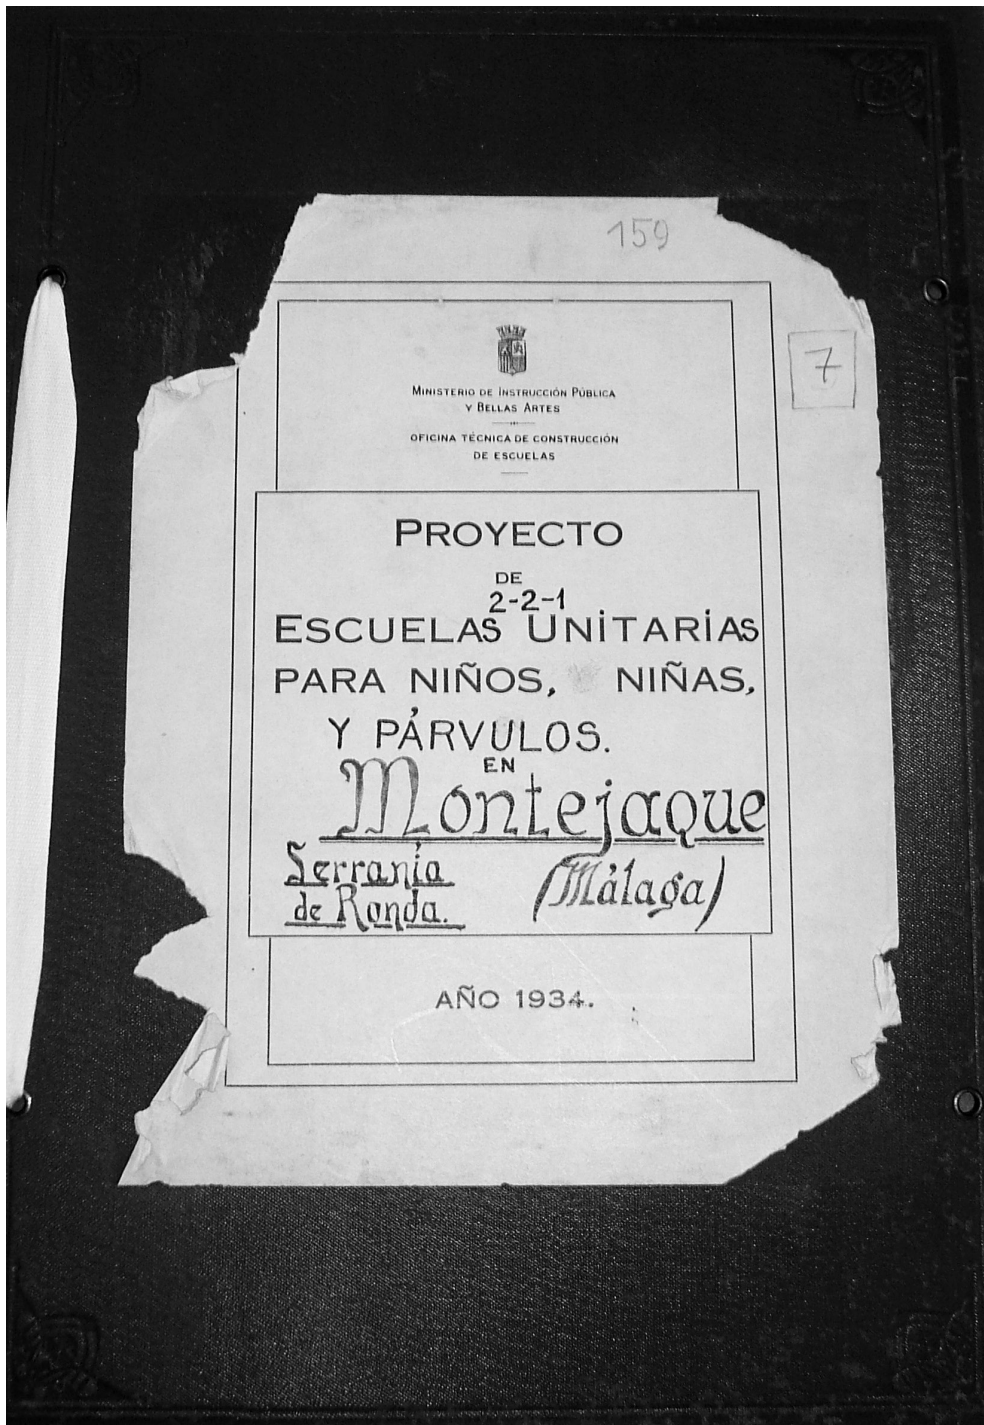 159
7
MINISTERIO DE INSTRUCCIÓN PÚBLICA
Y BELLAS ARTES
OFICINA TÉCNICA DE CONSTRUCCIÓN
DE ESCUELAS
PROYECTO
DE
2-2-1
ESCUELAS UNITARIAS
PARA NIÑOS, NIÑAS,
Y PÁRVULOS.
EN
Montejaque
Serranía
de Ronda.
(Málaga)
AÑO 1934.